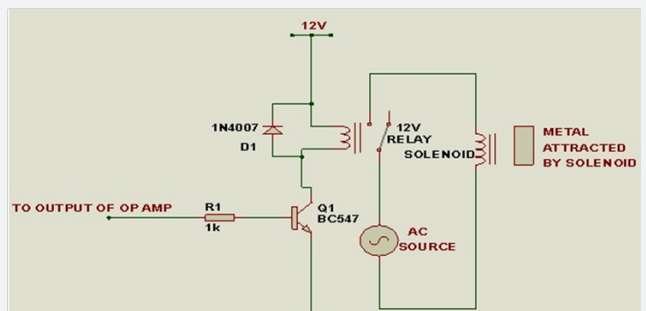 12V
1N4007
D1
12V
RELAY
SOLENOID
METAL
ATTRACTED
BY SOLENOID
TO OUTPUT OF OP AMP
R1
1k
Q1
BC547
AC
SOURCE